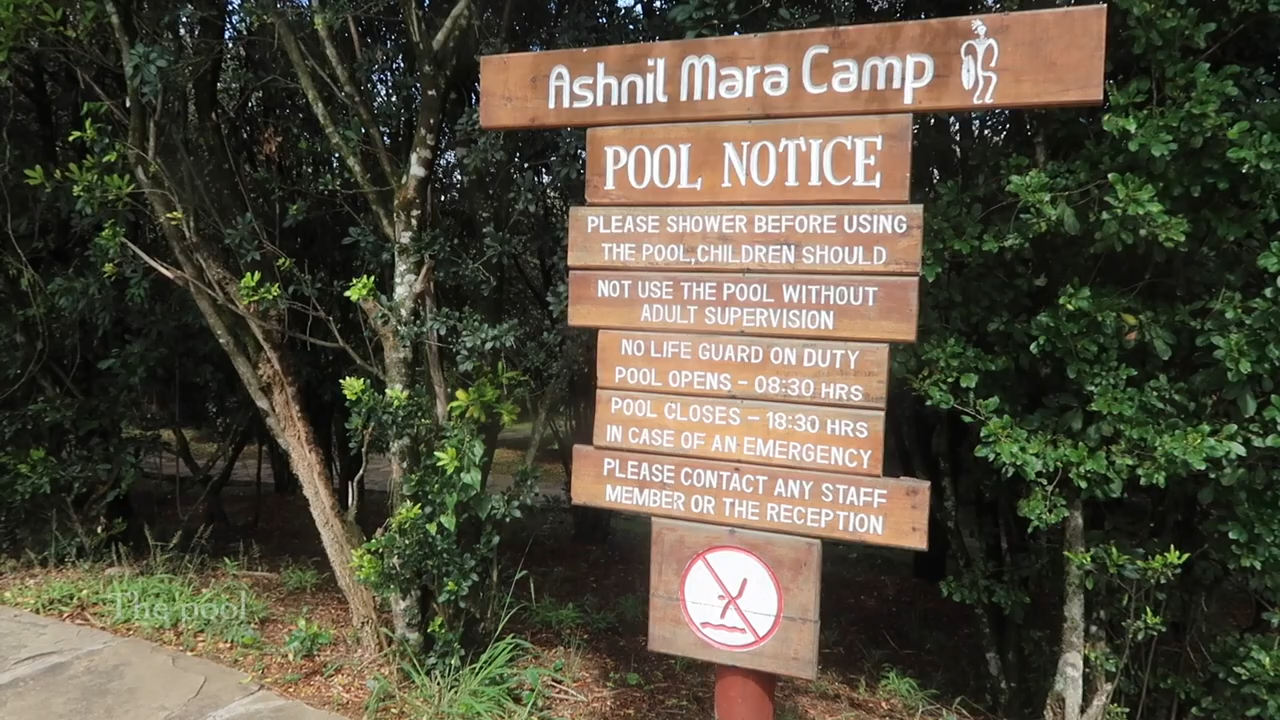 Ashnil Mara Camp
POOL NOTICE
PLEASE SHOWER BEFORE USING
THE POOL,CHILDREN SHOULD
NOT USE THE POOL WITHOUT
ADULT SUPERVISION
NO LIFE GUARD ON DUTY
POOL OPENS – 08:30 HRS
POOL CLOSES – 18:30 HRS
IN CASE OF AN EMERGENCY
PLEASE CONTACT ANY STAFF
MEMBER OR THE RECEPTION
The pool